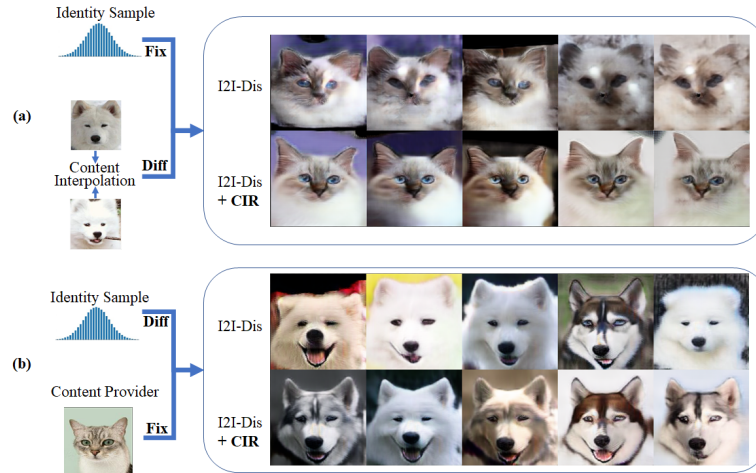 Identity Sample
Fix
(a)
Content
Interpolation
Diff
I2I-Dis
I2I-Dis
+ CIR
Identity Sample
Diff
(b)
Content Provider
Fix
I2I-Dis
I2I-Dis
+ CIR